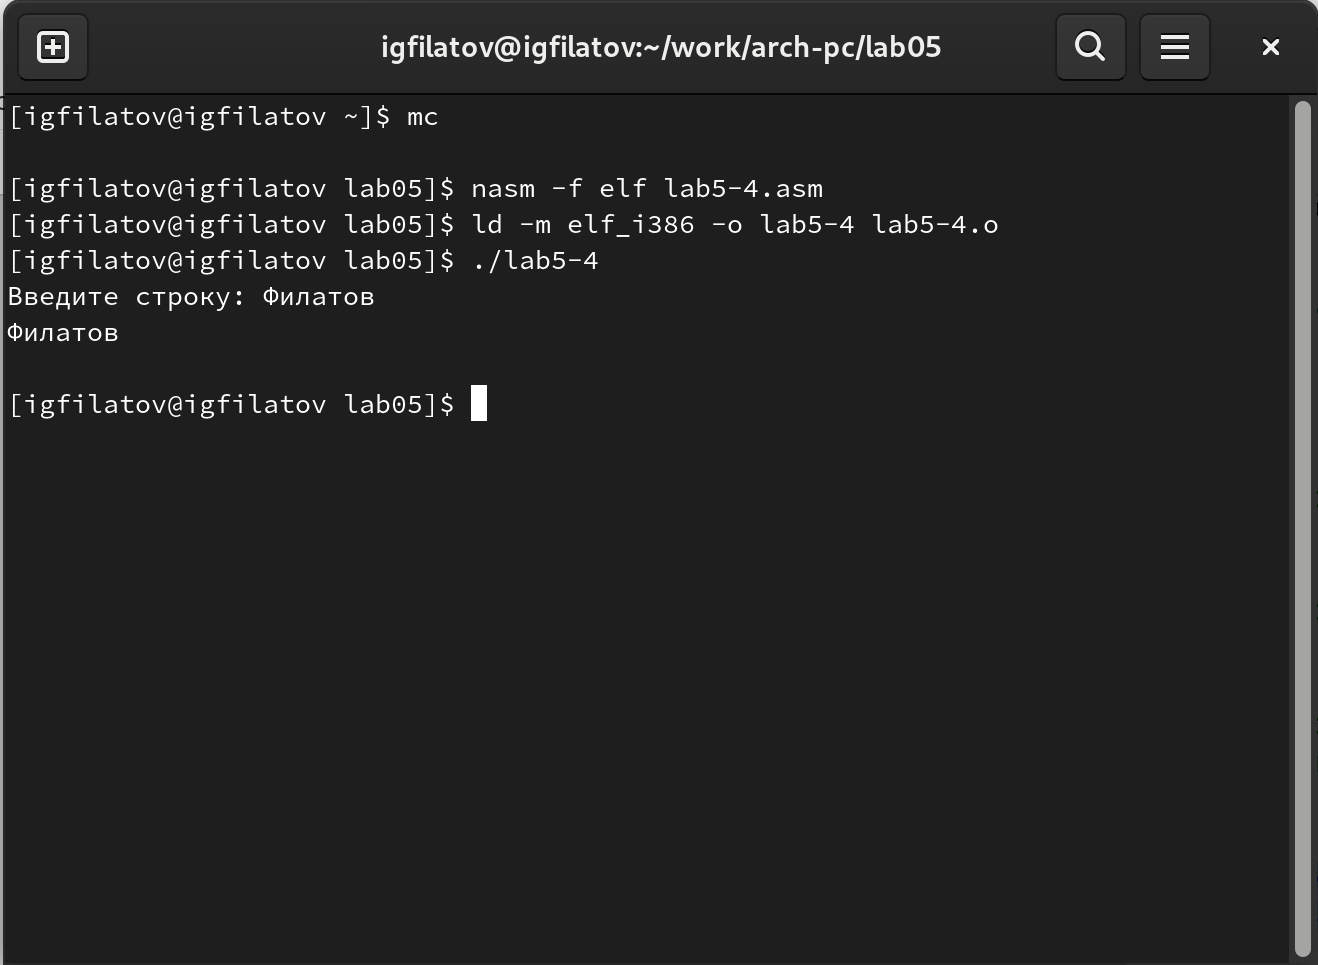 igfilatov@igfilatov:~/work/arch-pc/lab05
[igfilatov@igfilatov ~]$ mc
[igfilatov@igfilatov lab05]$ nasm -f elf lab5-4.asm
[igfilatov@igfilatov lab05]$ ld -m elf_i386 -o lab5-4 lab5-4.o
[igfilatov@igfilatov lab05]$ ./lab5-4
Введите строку: Филатов
Филатов
[igfilatov@igfilatov lab05]$